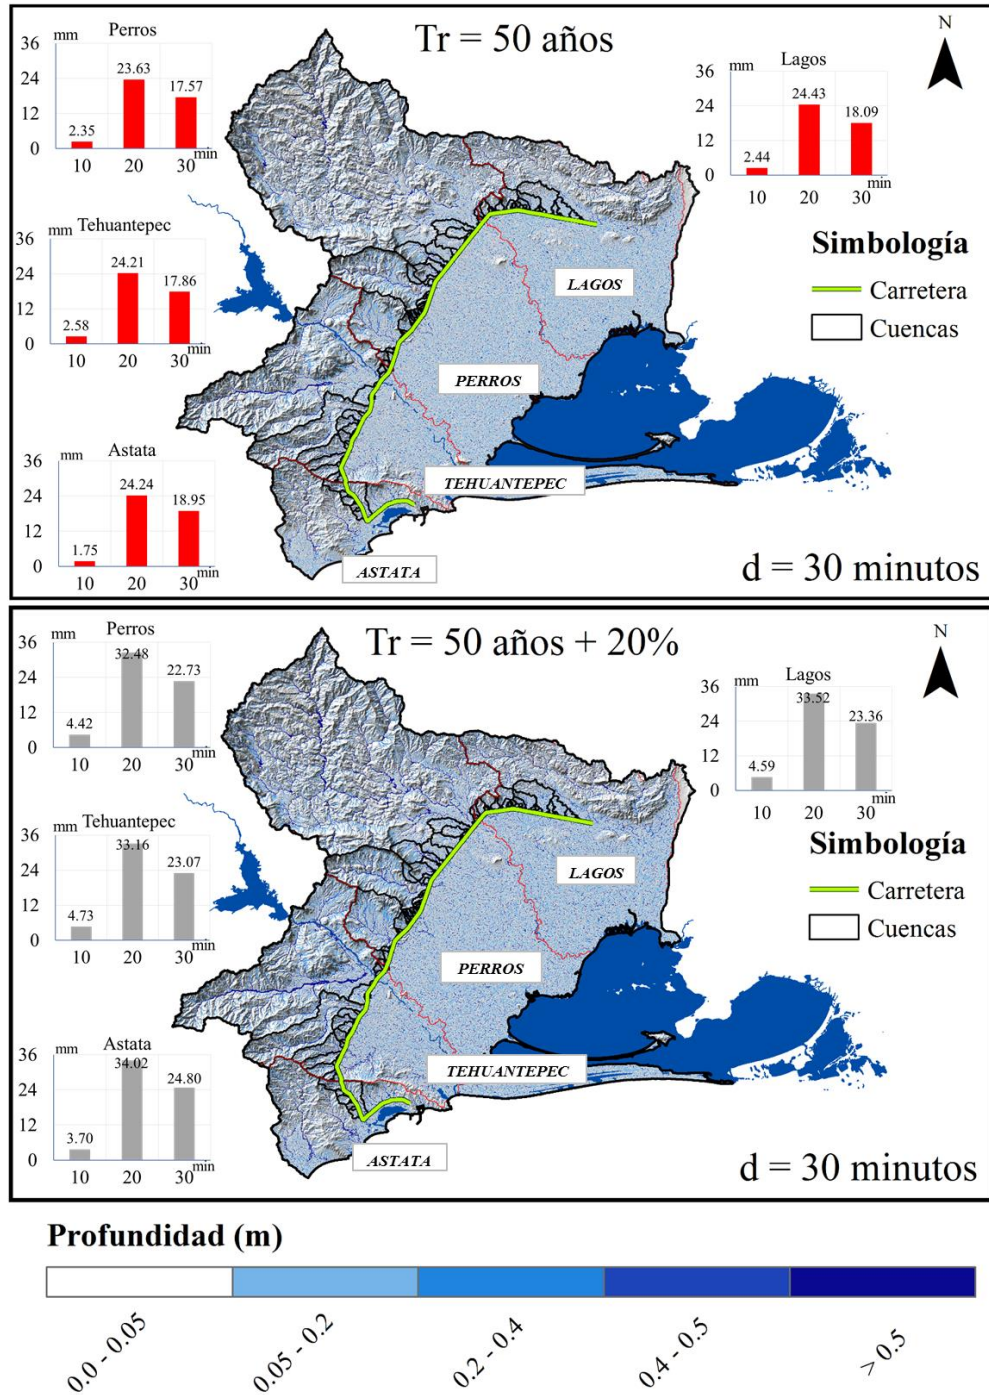 Tr = 50 años
Perros
mm
36
24
12
0
2.35
23.63
17.57
10
20
30
min
Lagos
mm
36
24
12
0
2.44
24.43
18.09
10
20
30
min
N
Tehuantepec
mm
36
24
12
0
2.58
24.21
17.86
10
20
30
min
Simbología
Carretera
Cuencas
LAGOS
PERROS
TEHUANTEPEC
ASTATA
Astata
mm
36
24
12
0
1.75
24.24
18.95
10
20
30
min
d = 30 minutos
Tr = 50 años + 20%
Perros
mm
36
24
12
0
4.42
32.48
22.73
10
20
30
min
Lagos
mm
36
24
12
0
4.59
33.52
23.36
10
20
30
min
N
Tehuantepec
mm
36
24
12
0
4.73
33.16
23.07
10
20
30
min
Simbología
Carretera
Cuencas
LAGOS
PERROS
TEHUANTEPEC
ASTATA
Astata
mm
36
24
12
0
3.70
34.02
24.80
10
20
30
min
d = 30 minutos
Profundidad (m)
0.0 - 0.05
0.05 - 0.2
0.2 - 0.4
0.4 - 0.5
> 0.5